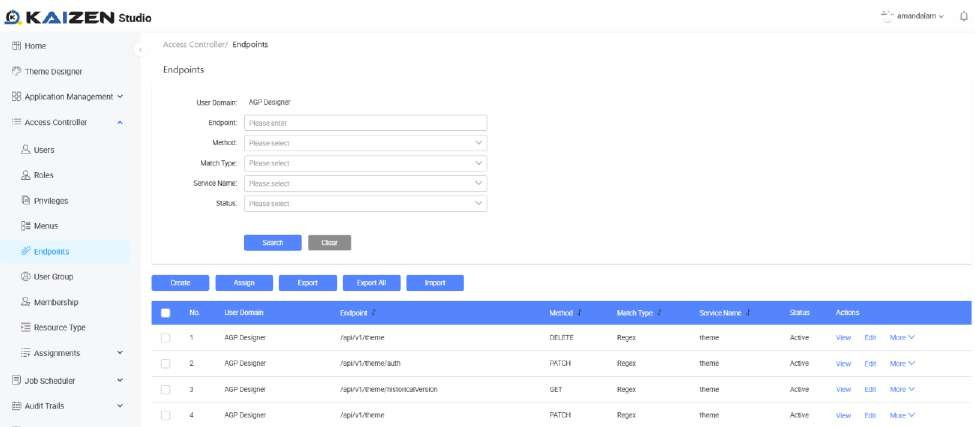 KAIZEN Studio
amandalam
Home
Theme Designer
Application Management
Access Controller
Users
Roles
Privileges
Menus
Endpoints
User Group
Membership
Resource Type
Assignments
Job Scheduler
Audit Trails
Access Controller/ Endpoints
Endpoints
User Domain: AGP Designer
Endpoint: Please enter
Method: Please select
Match Type: Please select
Service Name: Please select
Status: Please select
Search Clear
Create Assign Export Export All Import
No. User Domain Endpoint Method Match Type Service Name Status Actions
1 AGP Designer /api/v1/theme DELETE Regex theme Active View Edit More
2 AGP Designer /api/v1/theme/auth PATCH Regex theme Active View Edit More
3 AGP Designer /api/v1/theme/historicalversion GET Regex theme Active View Edit More
4 AGP Designer /api/v1/theme PATCH Regex theme Active View Edit More